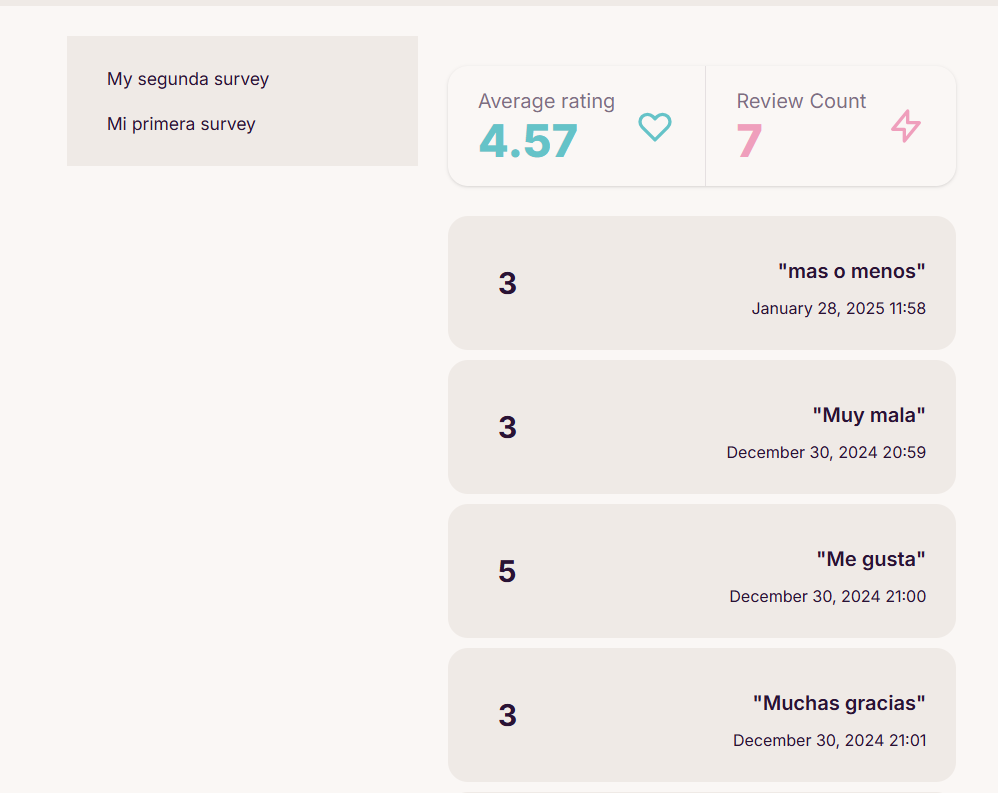 My segunda survey
Mi primera survey
Average rating
4.57
Review Count
7
3
"mas o menos"
January 28, 2025 11:58
3
"Muy mala"
December 30, 2024 20:59
5
"Me gusta"
December 30, 2024 21:00
3
"Muchas gracias"
December 30, 2024 21:01